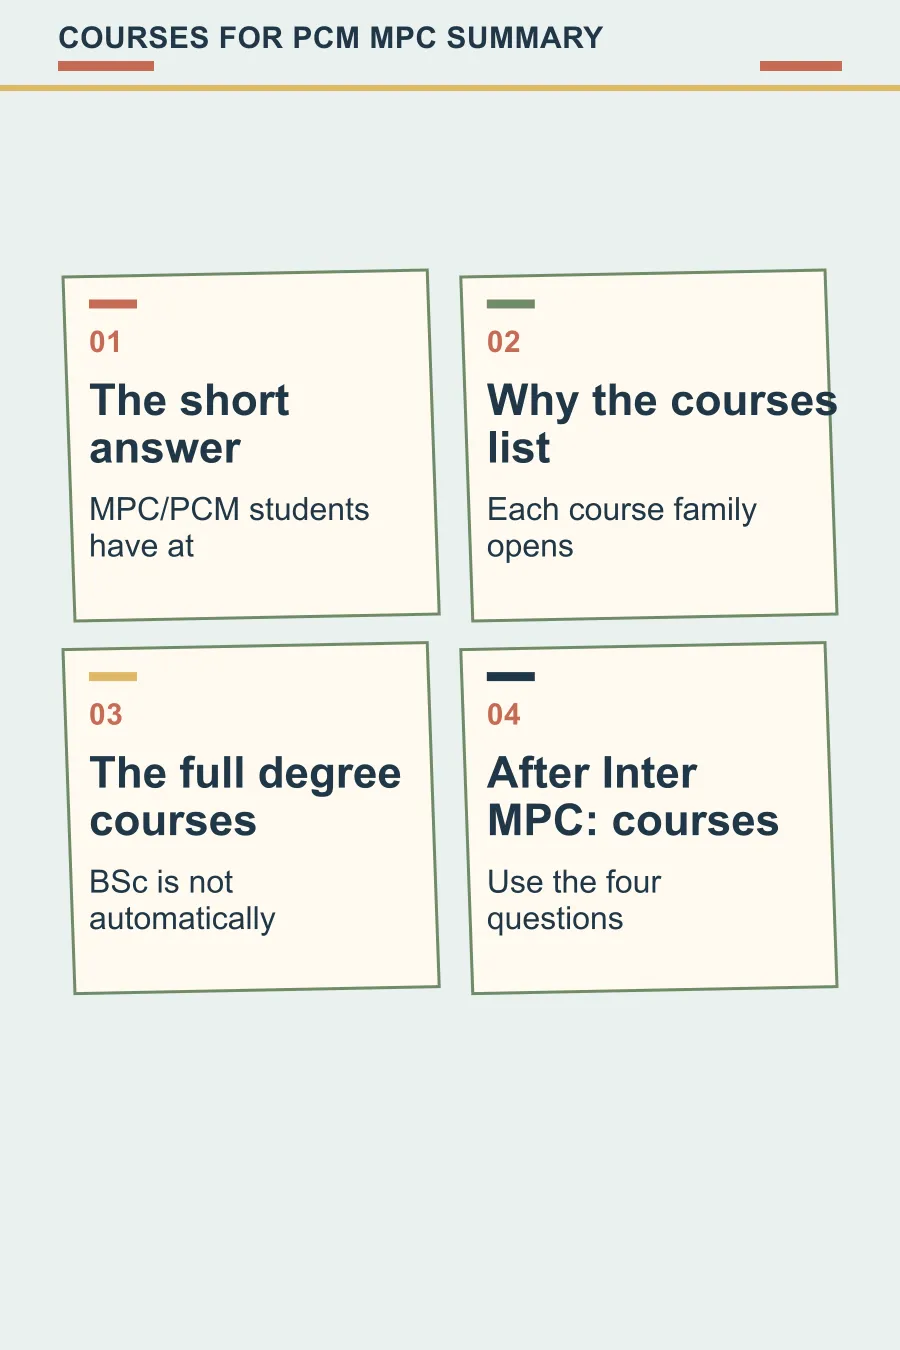 COURSES FOR PCM MPC SUMMARY
01
The short
answer
MPC/PCM students
have at
02
Why the courses
list
Each course family
opens
03
The full degree
courses
BSc is not
automatically
04
After Inter
MPC: courses
Use the four
questions